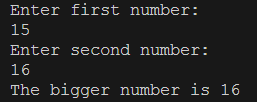 Enter first number:
15
Enter second number:
16
The bigger number is 16